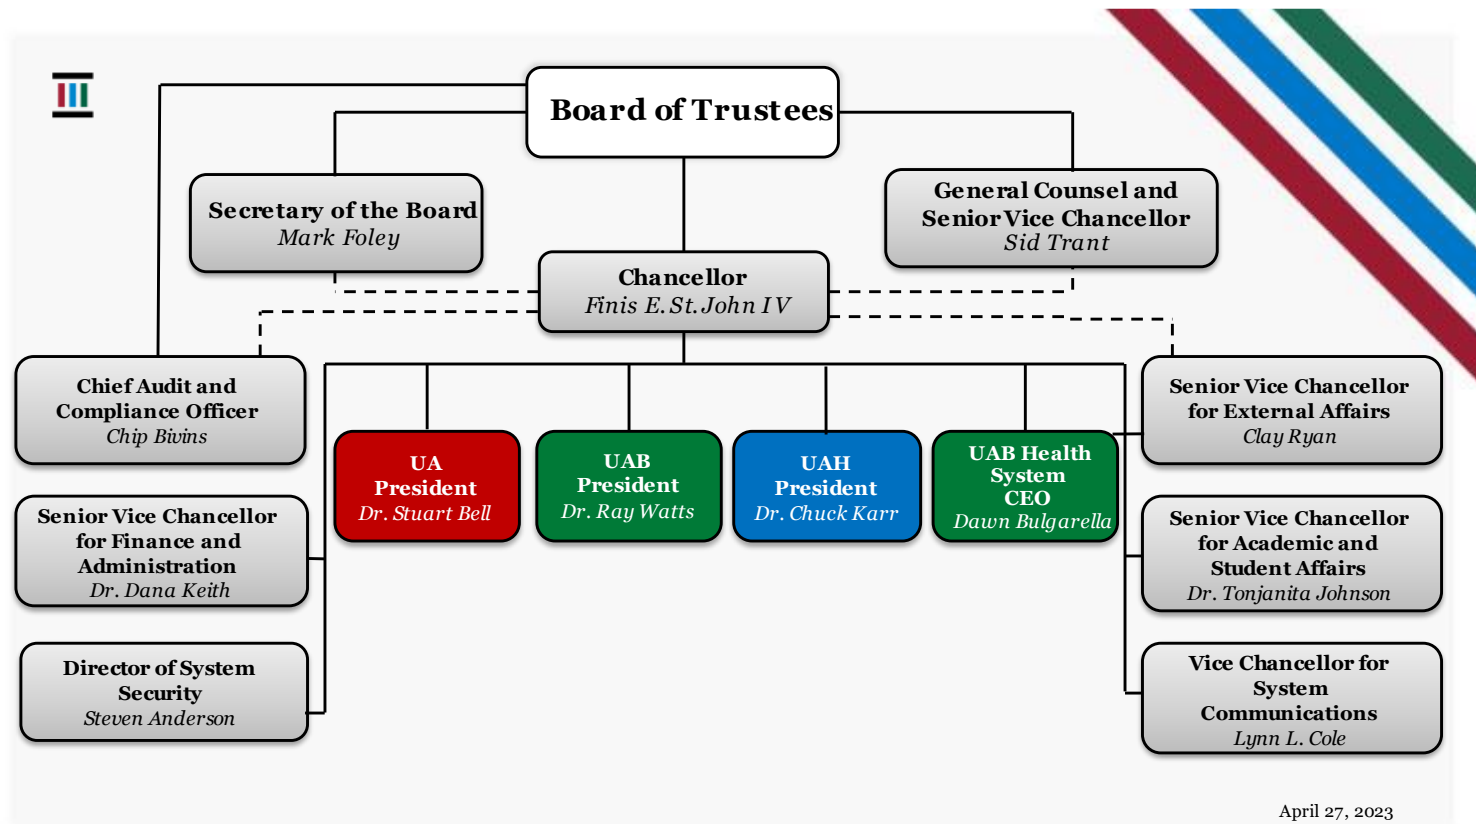 Board of Trustees
Secretary of the Board
Mark Foley
General Counsel and
Senior Vice Chancellor
Sid Trant
Chancellor
Finis E. St. John IV
Chief Audit and
Compliance Officer
Chip Bivins
Senior Vice Chancellor
for External Affairs
Clay Ryan
UA
President
Dr. Stuart Bell
UAB
President
Dr. Ray Watts
UAH
President
Dr. Chuck Karr
UAB Health
System
CEO
Dawn Bulgarella
Senior Vice Chancellor
for Finance and
Administration
Dr. Dana Keith
Senior Vice Chancellor
for Academic and
Student Affairs
Dr. Tonjanita Johnson
Director of System
Security
Steven Anderson
Vice Chancellor for
System
Communications
Lynn L. Cole
April 27, 2023